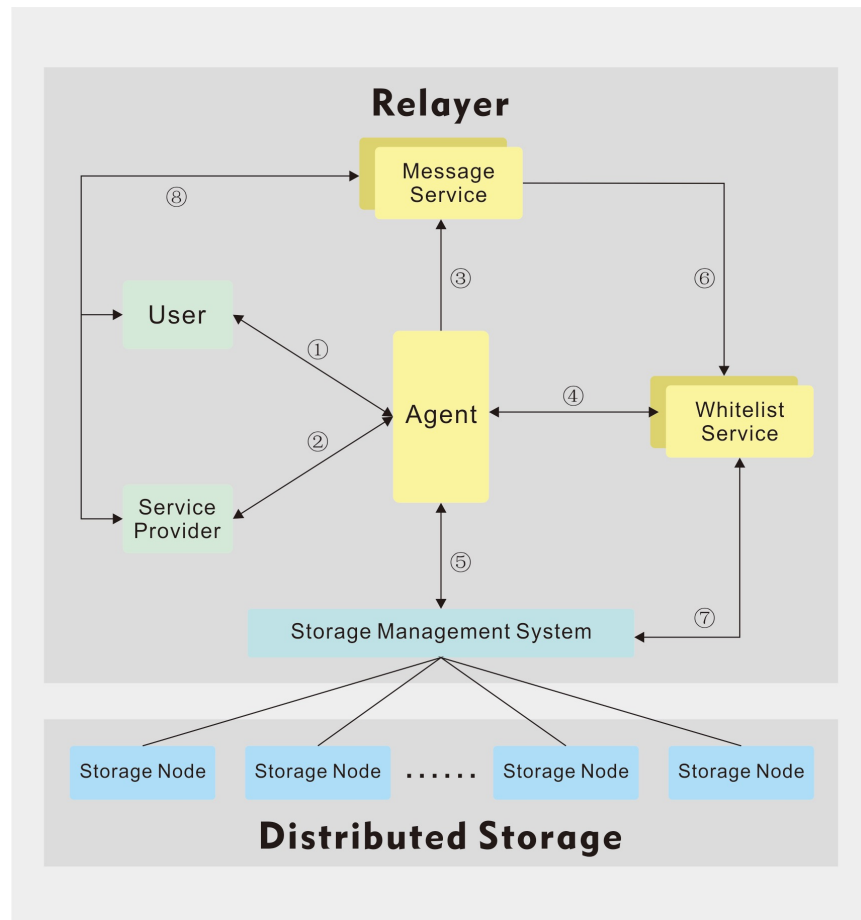 Relayer
Message
Service
⑧
③
⑥
User
①
④
Agent
Whitelist
Service
②
Service
Provider
⑤
⑦
Storage Management System
Storage Node
Storage Node
......
Storage Node
Storage Node
Distributed Storage